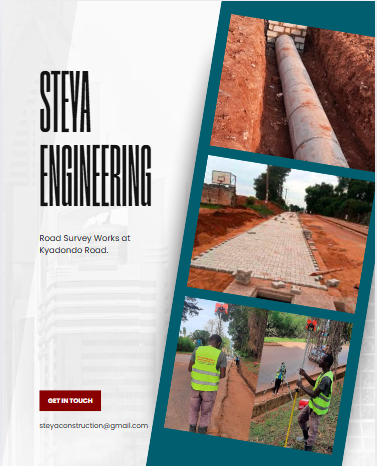 STEYA
ENGINEERING
Road Survey Works at
Kyadondo Road.
GET IN TOUCH
steyaconstruction@gmail.com